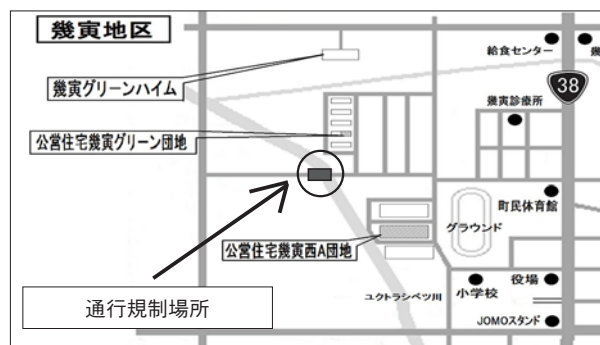 幾寅地区
給食センター
幾
38
幾寅グリーンハイム
幾寅診療所
公営住宅幾寅グリーン団地
町民体育館
グラウンド
公営住宅幾寅西A団地
役場
小学校
ユクトラシベツ川
通行規制場所
JOMOスタンド